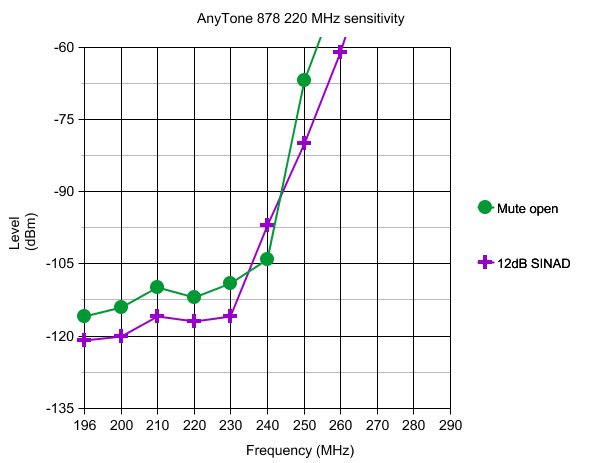 AnyTone 878 220 MHz sensitivity
-60
-75
-90
-105
-120
-135
Level
(dBm)
196 200 210 220 230 240 250 260 270 280 290
Frequency (MHz)
Mute open
12dB SINAD